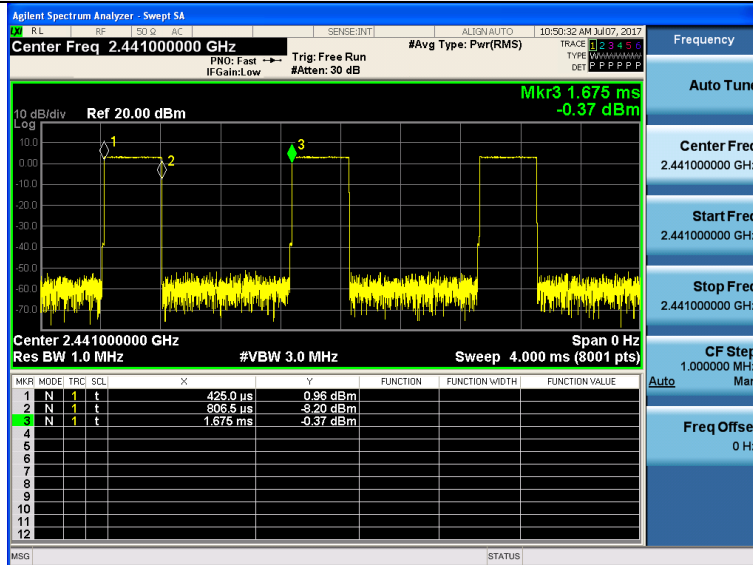 Agilent Spectrum Analyzer - Swept SA
LXI RL RF 50 Ω AC SENSE:INT ALIGN AUTO 10:50:32 AM Jul 07, 2017
Center Freq 2.441000000 GHz #Avg Type: Pwr(RMS) TRACE 1 2 3 4 5 6
PNO: Fast Trig: Free Run TYPE WWWWWW
IFGain:Low #Atten: 30 dB DET P P P P P P
Mkr3 1.675 ms
10 dB/div Ref 20.00 dBm -0.37 dBm
Log
10.0
0.00
-10.0
-20.0
-30.0
-40.0
-50.0
-60.0
-70.0
1
2
3
Center 2.441000000 GHz Span 0 Hz
Res BW 1.0 MHz #VBW 3.0 MHz Sweep 4.000 ms (8001 pts)
MKR MODE TRC SCL X Y FUNCTION FUNCTION WIDTH FUNCTION VALUE
1 N 1 t 425.0 µs 0.96 dBm
2 N 1 t 806.5 µs -8.20 dBm
3 N 1 t 1.675 ms -0.37 dBm
4
5
6
7
8
9
10
11
12
MSG STATUS
Frequency
Auto Tune
Center Freq
2.441000000 GHz
Start Freq
2.441000000 GHz
Stop Freq
2.441000000 GHz
CF Step
1.000000 MHz
Auto Man
Freq Offset
0 Hz